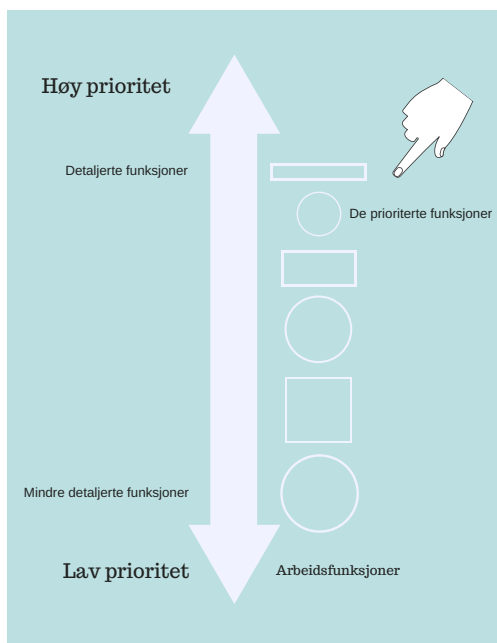 Høy prioritet
Detaljerte funksjoner
De prioriterte funksjoner
Mindre detaljerte funksjoner
Lav prioritet
Arbeidsfunksjoner